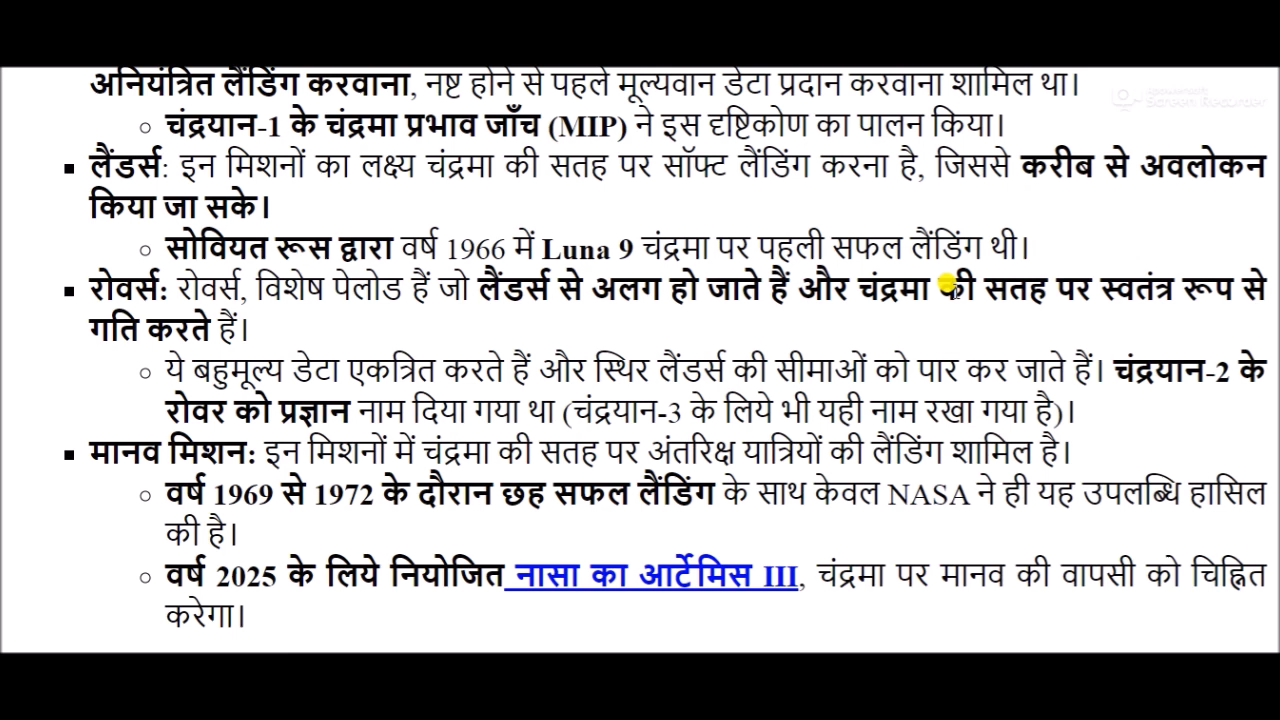 अनियंत्रित लैंडिंग करवाना, नष्ट होने से पहले मूल्यवान डेटा प्रदान करवाना शामिल था।
चंद्रयान-1 के चंद्रमा प्रभाव जाँच (MIP) ने इस दृष्टिकोण का पालन किया।
लैंडर्स: इन मिशनों का लक्ष्य चंद्रमा की सतह पर सॉफ्ट लैंडिंग करना है, जिससे करीब से अवलोकन
किया जा सके।
सोवियत रूस द्वारा वर्ष 1966 में Luna 9 चंद्रमा पर पहली सफल लैंडिंग थी।
रोवर्स: रोवर्स, विशेष पेलोड हैं जो लैंडर्स से अलग हो जाते हैं और चंद्रमा की सतह पर स्वतंत्र रूप से
गति करते हैं।
ये बहुमूल्य डेटा एकत्रित करते हैं और स्थिर लैंडर्स की सीमाओं को पार कर जाते हैं। चंद्रयान-2 के
रोवर को प्रज्ञान नाम दिया गया था (चंद्रयान-3 के लिये भी यही नाम रखा गया है)।
मानव मिशन: इन मिशनों में चंद्रमा की सतह पर अंतरिक्ष यात्रियों की लैंडिंग शामिल है।
वर्ष 1969 से 1972 के दौरान छह सफल लैंडिंग के साथ केवल NASA ने ही यह उपलब्धि हासिल
की है।
वर्ष 2025 के लिये नियोजित नासा का आर्टेमिस III, चंद्रमा पर मानव की वापसी को चिह्नित
करेगा।
Screen Recorder